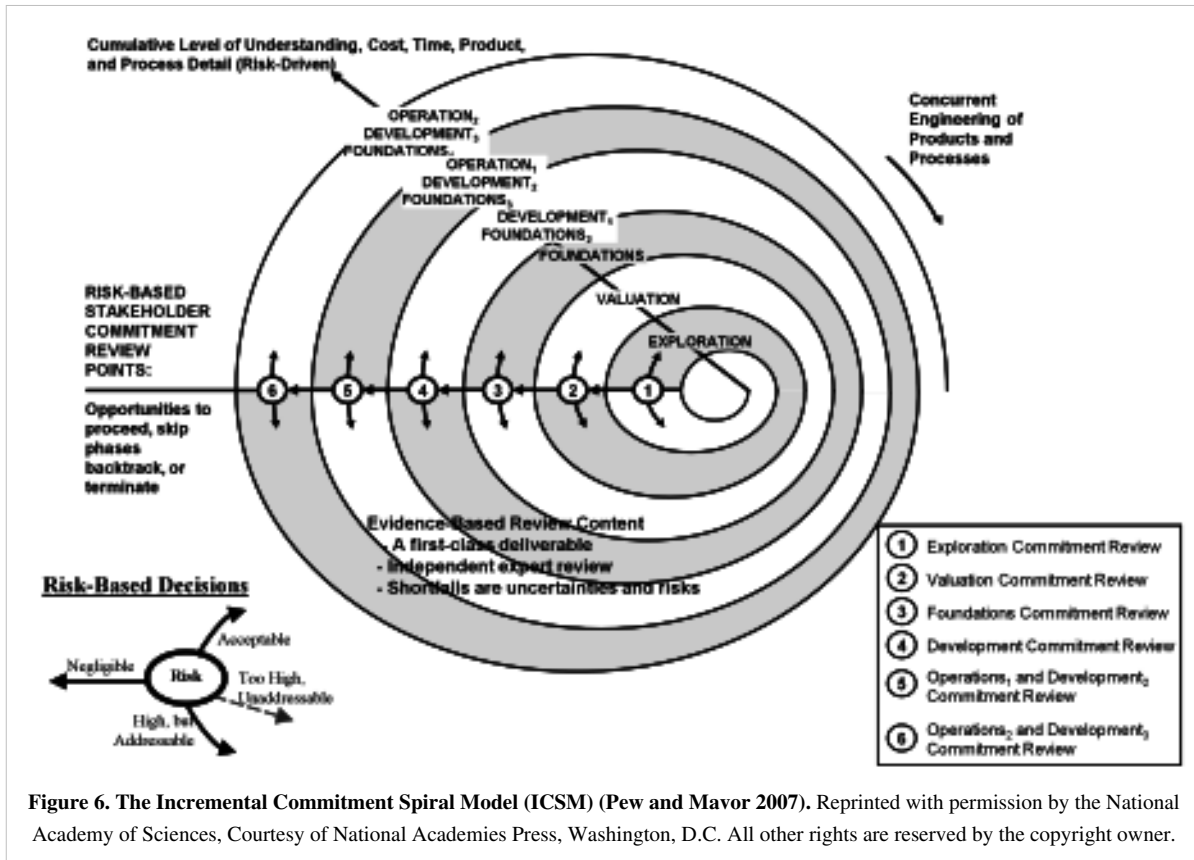 Cumulative Level of Understanding, Cost, Time, Product,
and Process Detail (Risk-Driven)
Concurrent
Engineering of
Products and
Processes
OPERATION₂
DEVELOPMENT₃
FOUNDATIONS
OPERATION₁
DEVELOPMENT₂
FOUNDATIONS₃
DEVELOPMENT₁
FOUNDATIONS₂
FOUNDATIONS
VALUATION
EXPLORATION
RISK-BASED
STAKEHOLDER
COMMITMENT
REVIEW
POINTS:
6 5 4 3 2 1
Opportunities to
proceed, skip
phases
backtrack, or
terminate
Evidence-Based Review Content
- A first-class deliverable
- Independent expert review
- Shortfalls are uncertainties and risks
Risk-Based Decisions
Acceptable
Negligible
Risk
Too High,
Unaddressable
High, but
Addressable
1 Exploration Commitment Review
2 Valuation Commitment Review
3 Foundations Commitment Review
4 Development Commitment Review
5 Operations₁ and Development₂
Commitment Review
6 Operations₂ and Development₃
Commitment Review
Figure 6. The Incremental Commitment Spiral Model (ICSM) (Pew and Mavor 2007). Reprinted with permission by the National
Academy of Sciences, Courtesy of National Academies Press, Washington, D.C. All other rights are reserved by the copyright owner.